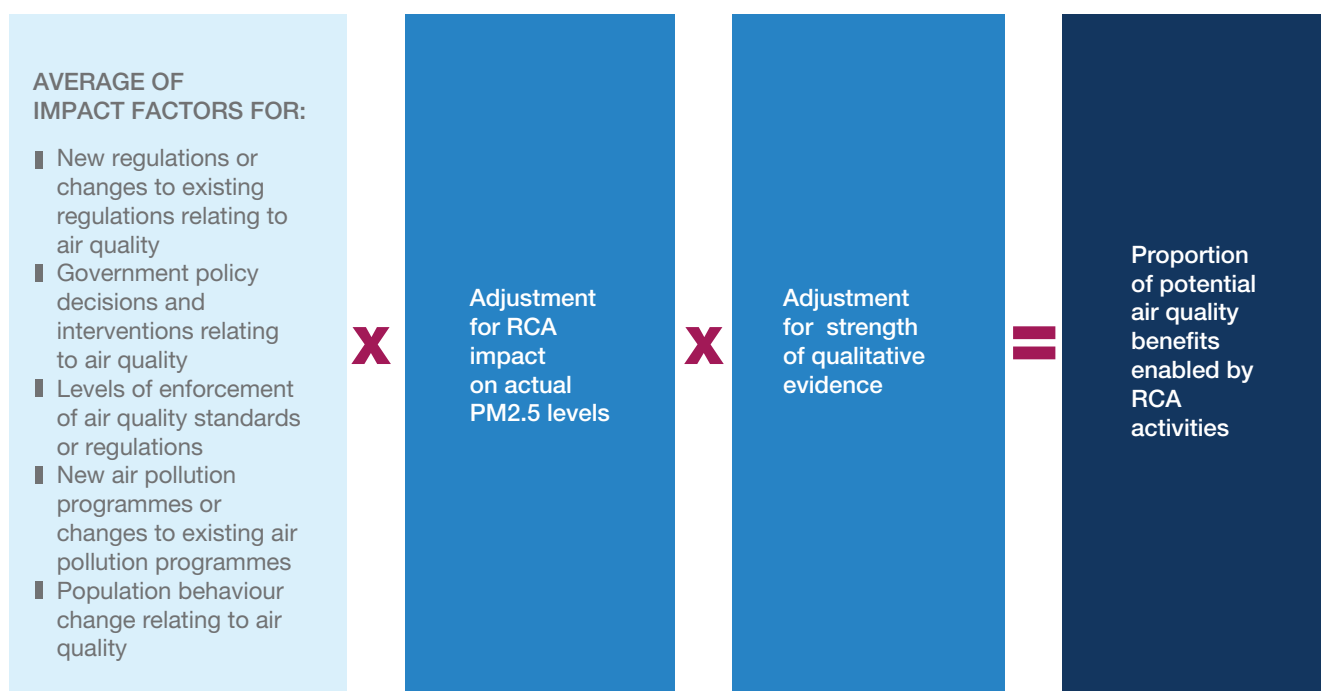 AVERAGE OF
IMPACT FACTORS FOR:
New regulations or
changes to existing
regulations relating to
air quality
Government policy
decisions and
interventions relating
to air quality
Levels of enforcement
of air quality standards
or regulations
New air pollution
programmes or
changes to existing air
pollution programmes
Population behaviour
change relating to air
quality
x
Adjustment
for RCA
impact
on actual
PM2.5 levels
x
Adjustment
for strength
of qualitative
evidence
=
Proportion
of potential
air quality
benefits
enabled by
RCA
activities